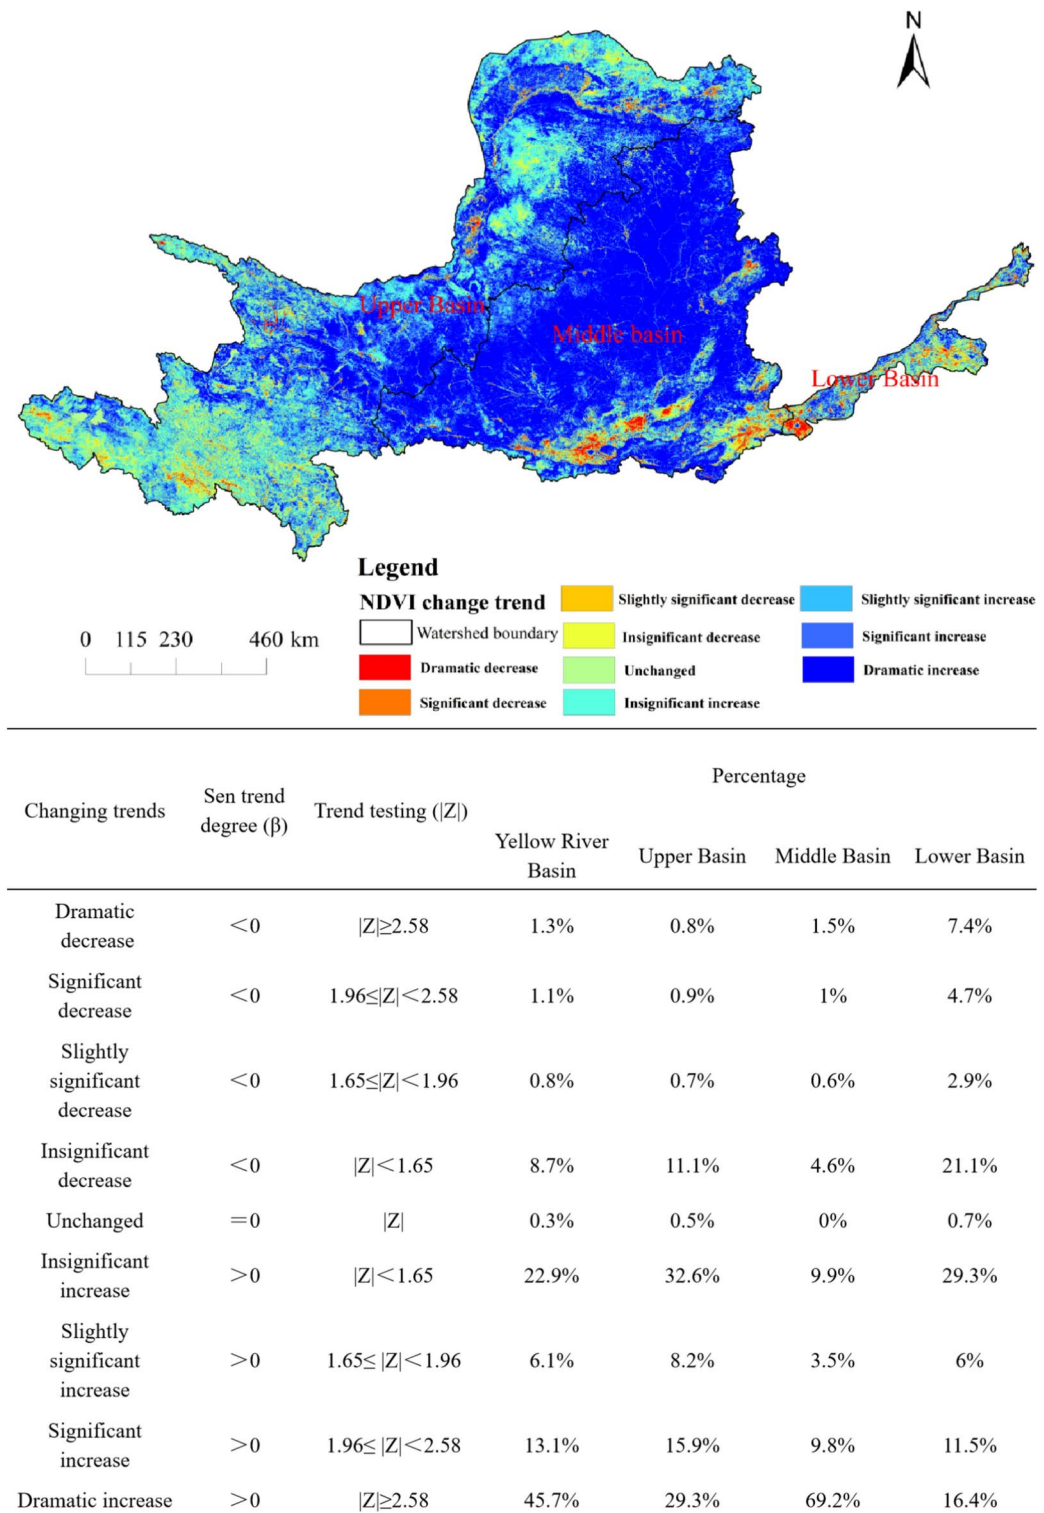 N
Upper Basin
Middle basin
Lower Basin
Legend
NDVI change trend
Watershed boundary
Dramatic decrease
Significant decrease
Slightly significant decrease
Insignificant decrease
Unchanged
Insignificant increase
Slightly significant increase
Significant increase
Dramatic increase
0 115 230 460 km
Changing trends
Sen trend
degree (β)
Trend testing (|Z|)
Percentage
Yellow River
Basin
Upper Basin
Middle Basin
Lower Basin
Dramatic
decrease
<0 |Z|≥2.58 1.3% 0.8% 1.5% 7.4%
Significant
decrease
<0 1.96≤|Z|<2.58 1.1% 0.9% 1% 4.7%
Slightly
significant
decrease
<0 1.65≤|Z|<1.96 0.8% 0.7% 0.6% 2.9%
Insignificant
decrease
<0 |Z|<1.65 8.7% 11.1% 4.6% 21.1%
Unchanged =0 |Z| 0.3% 0.5% 0% 0.7%
Insignificant
increase
>0 |Z|<1.65 22.9% 32.6% 9.9% 29.3%
Slightly
significant
increase
>0 1.65≤ |Z|<1.96 6.1% 8.2% 3.5% 6%
Significant
increase
>0 1.96≤ |Z|<2.58 13.1% 15.9% 9.8% 11.5%
Dramatic increase >0 |Z|≥2.58 45.7% 29.3% 69.2% 16.4%